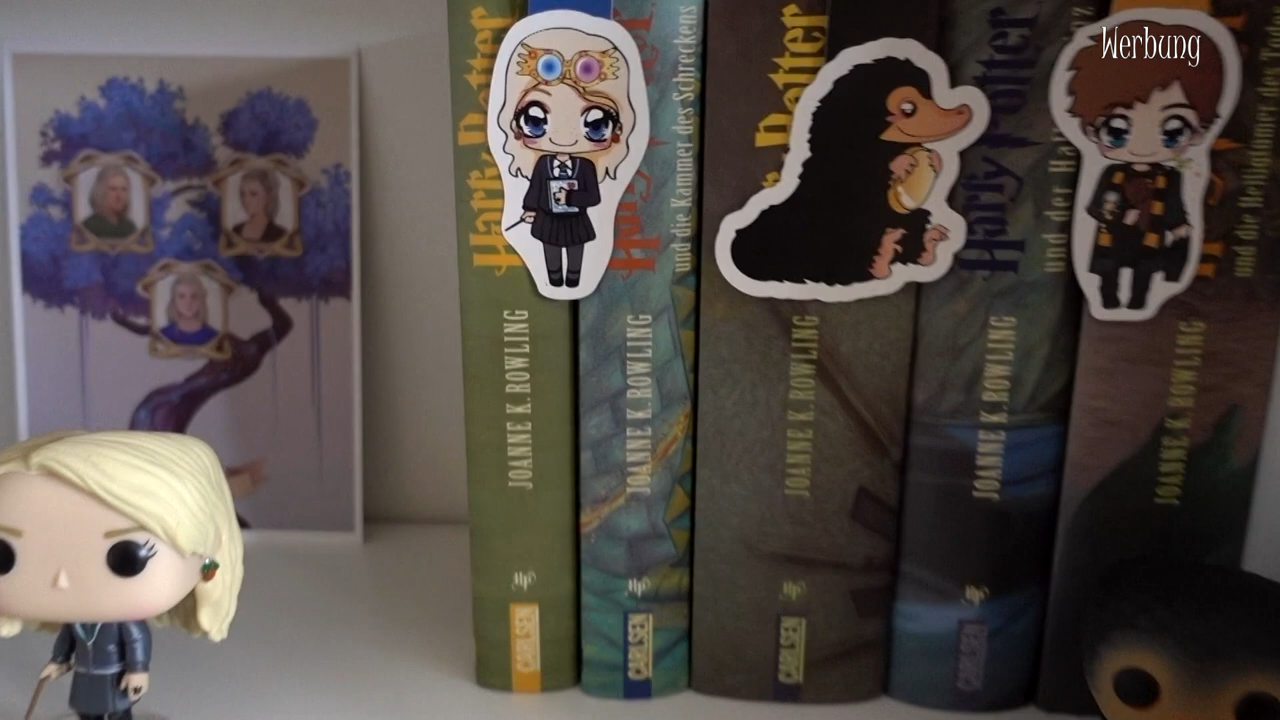 Werbung
Harry Potter
JOANNE K. ROWLING
CARLSEN
und die Kammer des Schreckens
JOANNE K. ROWLING
CARLSEN
Potter
JOANNE K. ROWLING
CARLSEN
Harry Potter
und der
JOANNE K. ROWLING
CARLSEN
und die Heiligtümer des Todes
JOANNE K. ROWLING